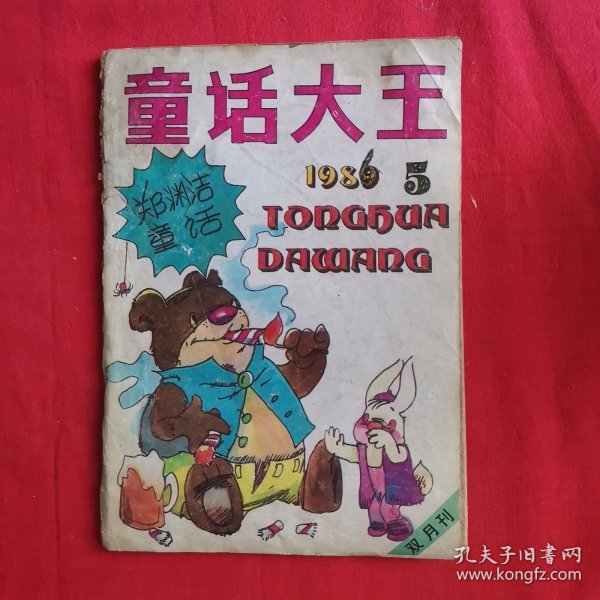 童话大王
1986 5
郑渊洁
童话
TONGHUA
DAWANG
双月刊
孔夫子旧书网
www.kongfz.com